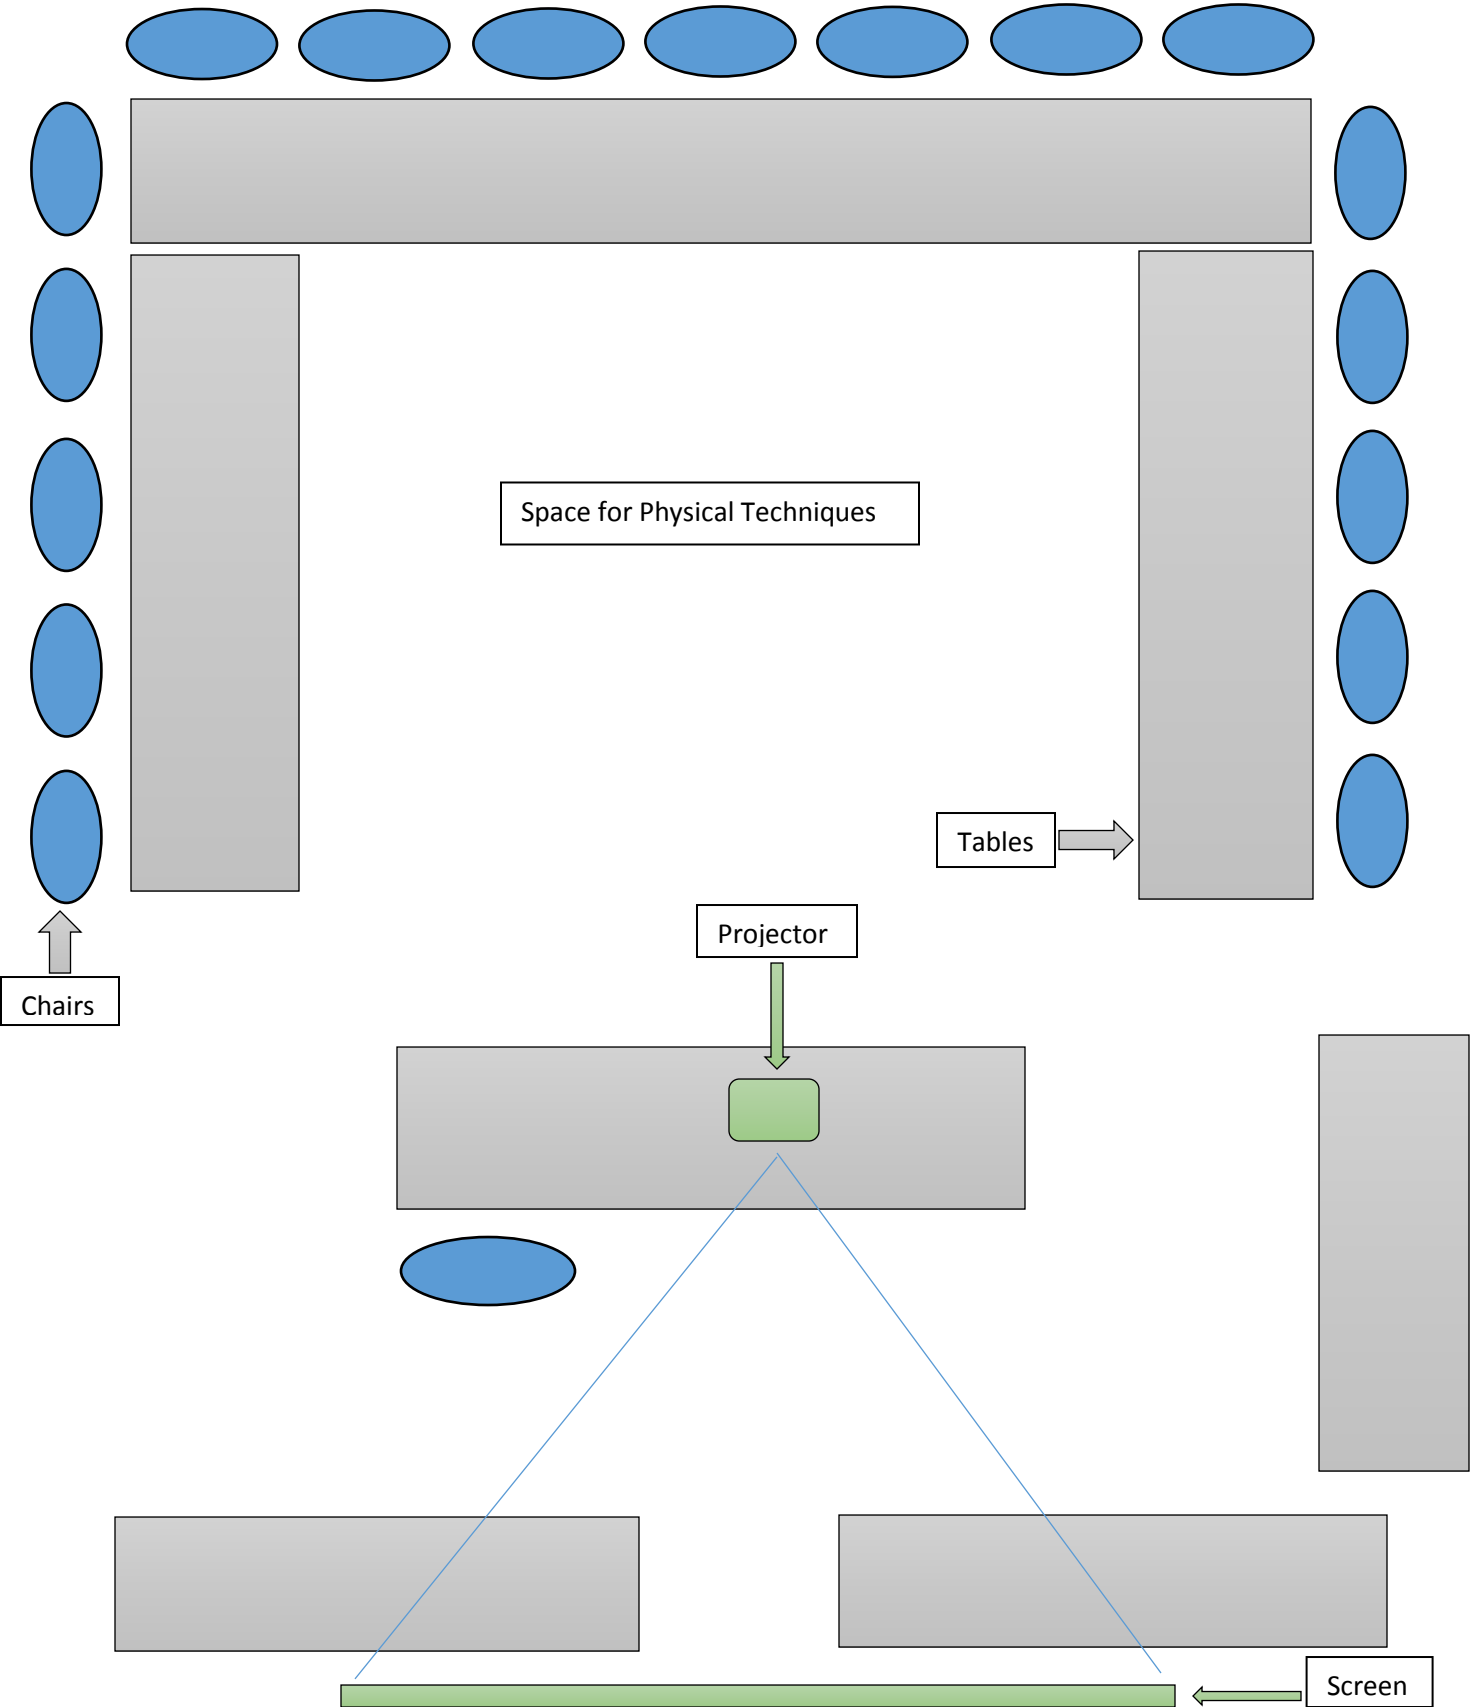 Space for Physical Techniques
Tables
Projector
Chairs
Screen